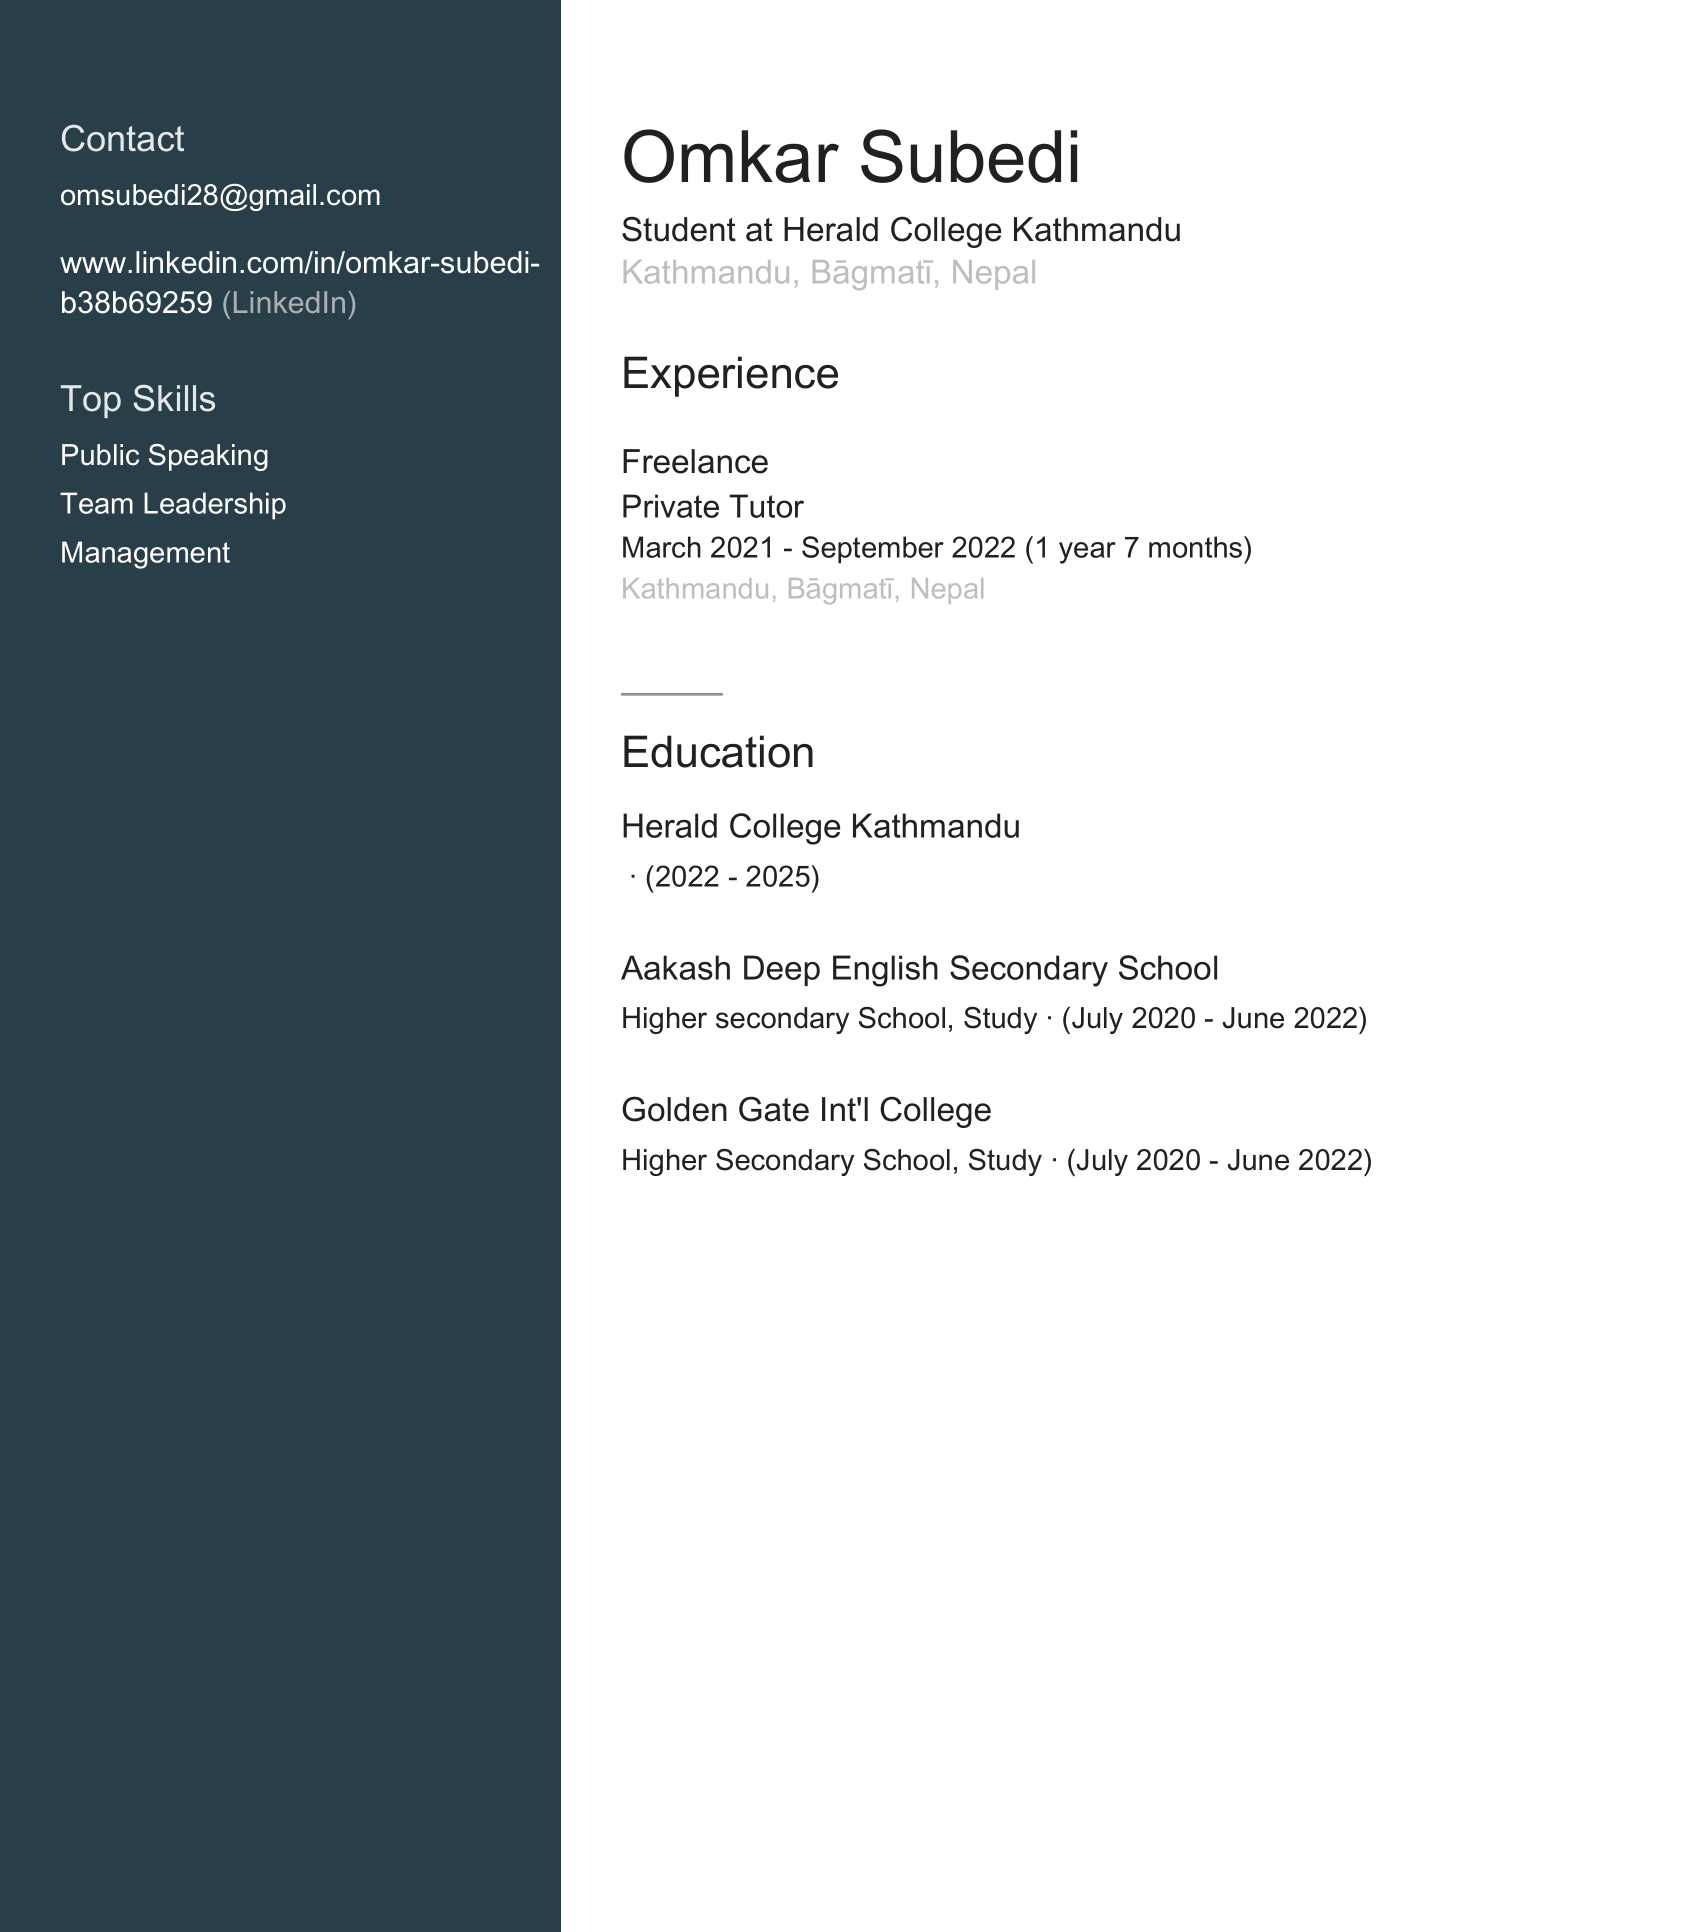 Contact
omsubedi28@gmail.com
www.linkedin.com/in/omkar-subedi-
b38b69259 (LinkedIn)
Top Skills
Public Speaking
Team Leadership
Management
Omkar Subedi
Student at Herald College Kathmandu
Kathmandu, Bāgmatī, Nepal
Experience
Freelance
Private Tutor
March 2021 - September 2022 (1 year 7 months)
Kathmandu, Bāgmatī, Nepal
Education
Herald College Kathmandu
· (2022 - 2025)
Aakash Deep English Secondary School
Higher secondary School, Study · (July 2020 - June 2022)
Golden Gate Int'l College
Higher Secondary School, Study · (July 2020 - June 2022)